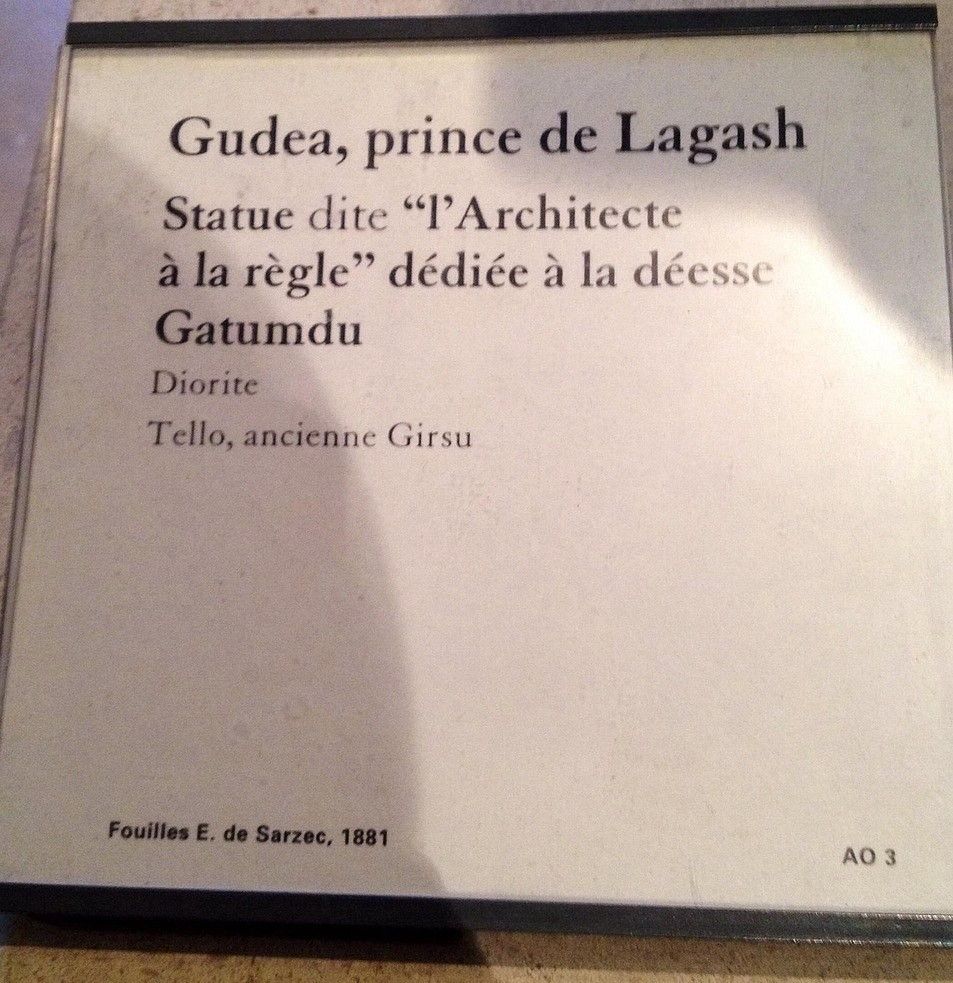 Gudea, prince de Lagash
Statue dite “l’Architecte
à la règle” dédiée à la déesse
Gatumdu
Diorite
Tello, ancienne Girsu
Fouilles E. de Sarzec, 1881
AO 3